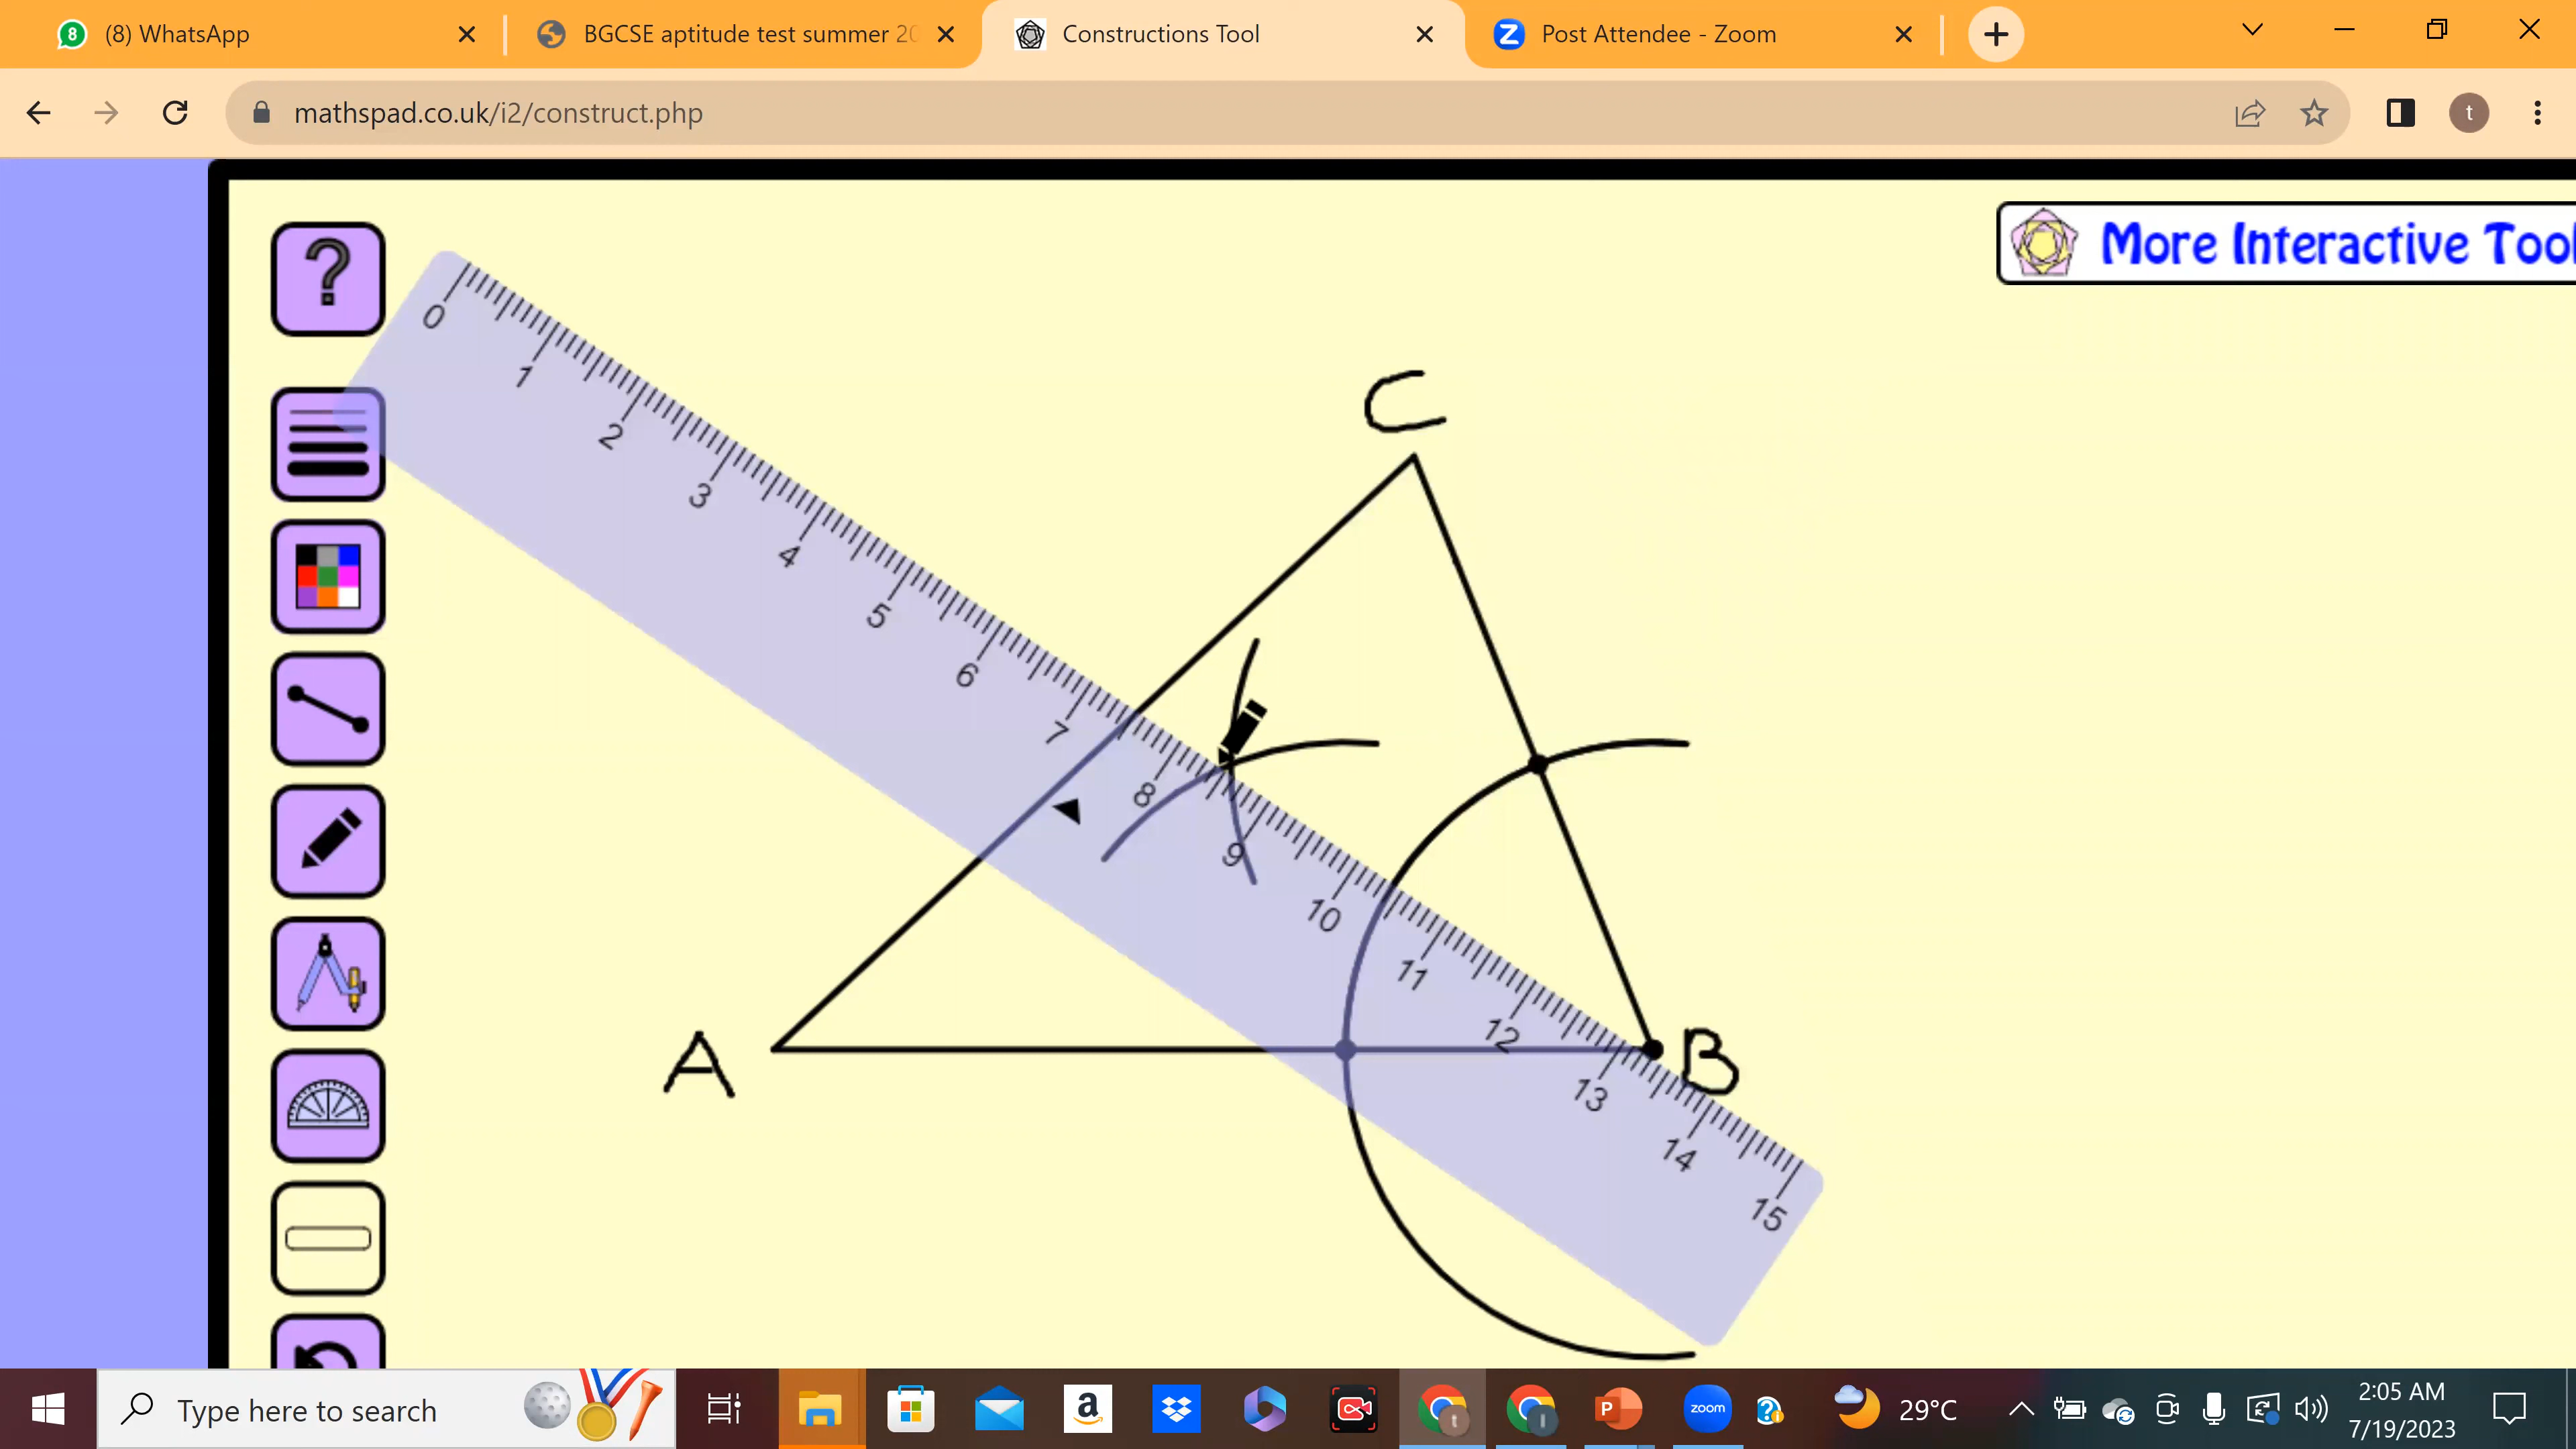 (8) WhatsApp
BGCSE aptitude test summer 20
Constructions Tool
Post Attendee - Zoom
mathspad.co.uk/i2/construct.php
t
?
More Interactive Tool
0
1
2
3
4
5
6
7
8
9
10
11
12
13
14
15
C
A
B
Type here to search
zoom
29°C
2:05 AM
7/19/2023